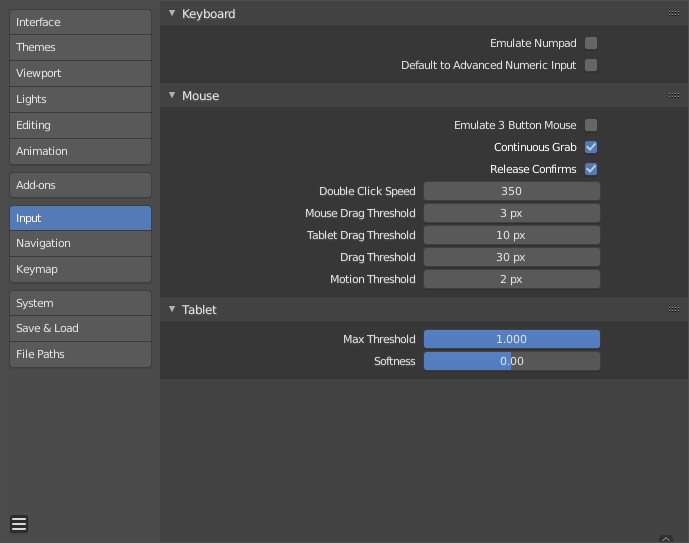 Interface
Themes
Viewport
Lights
Editing
Animation
Add-ons
Input
Navigation
Keymap
System
Save & Load
File Paths
Keyboard
Emulate Numpad
Default to Advanced Numeric Input
Mouse
Emulate 3 Button Mouse
Continuous Grab
Release Confirms
Double Click Speed 350
Mouse Drag Threshold 3 px
Tablet Drag Threshold 10 px
Drag Threshold 30 px
Motion Threshold 2 px
Tablet
Max Threshold 1.000
Softness 0.00